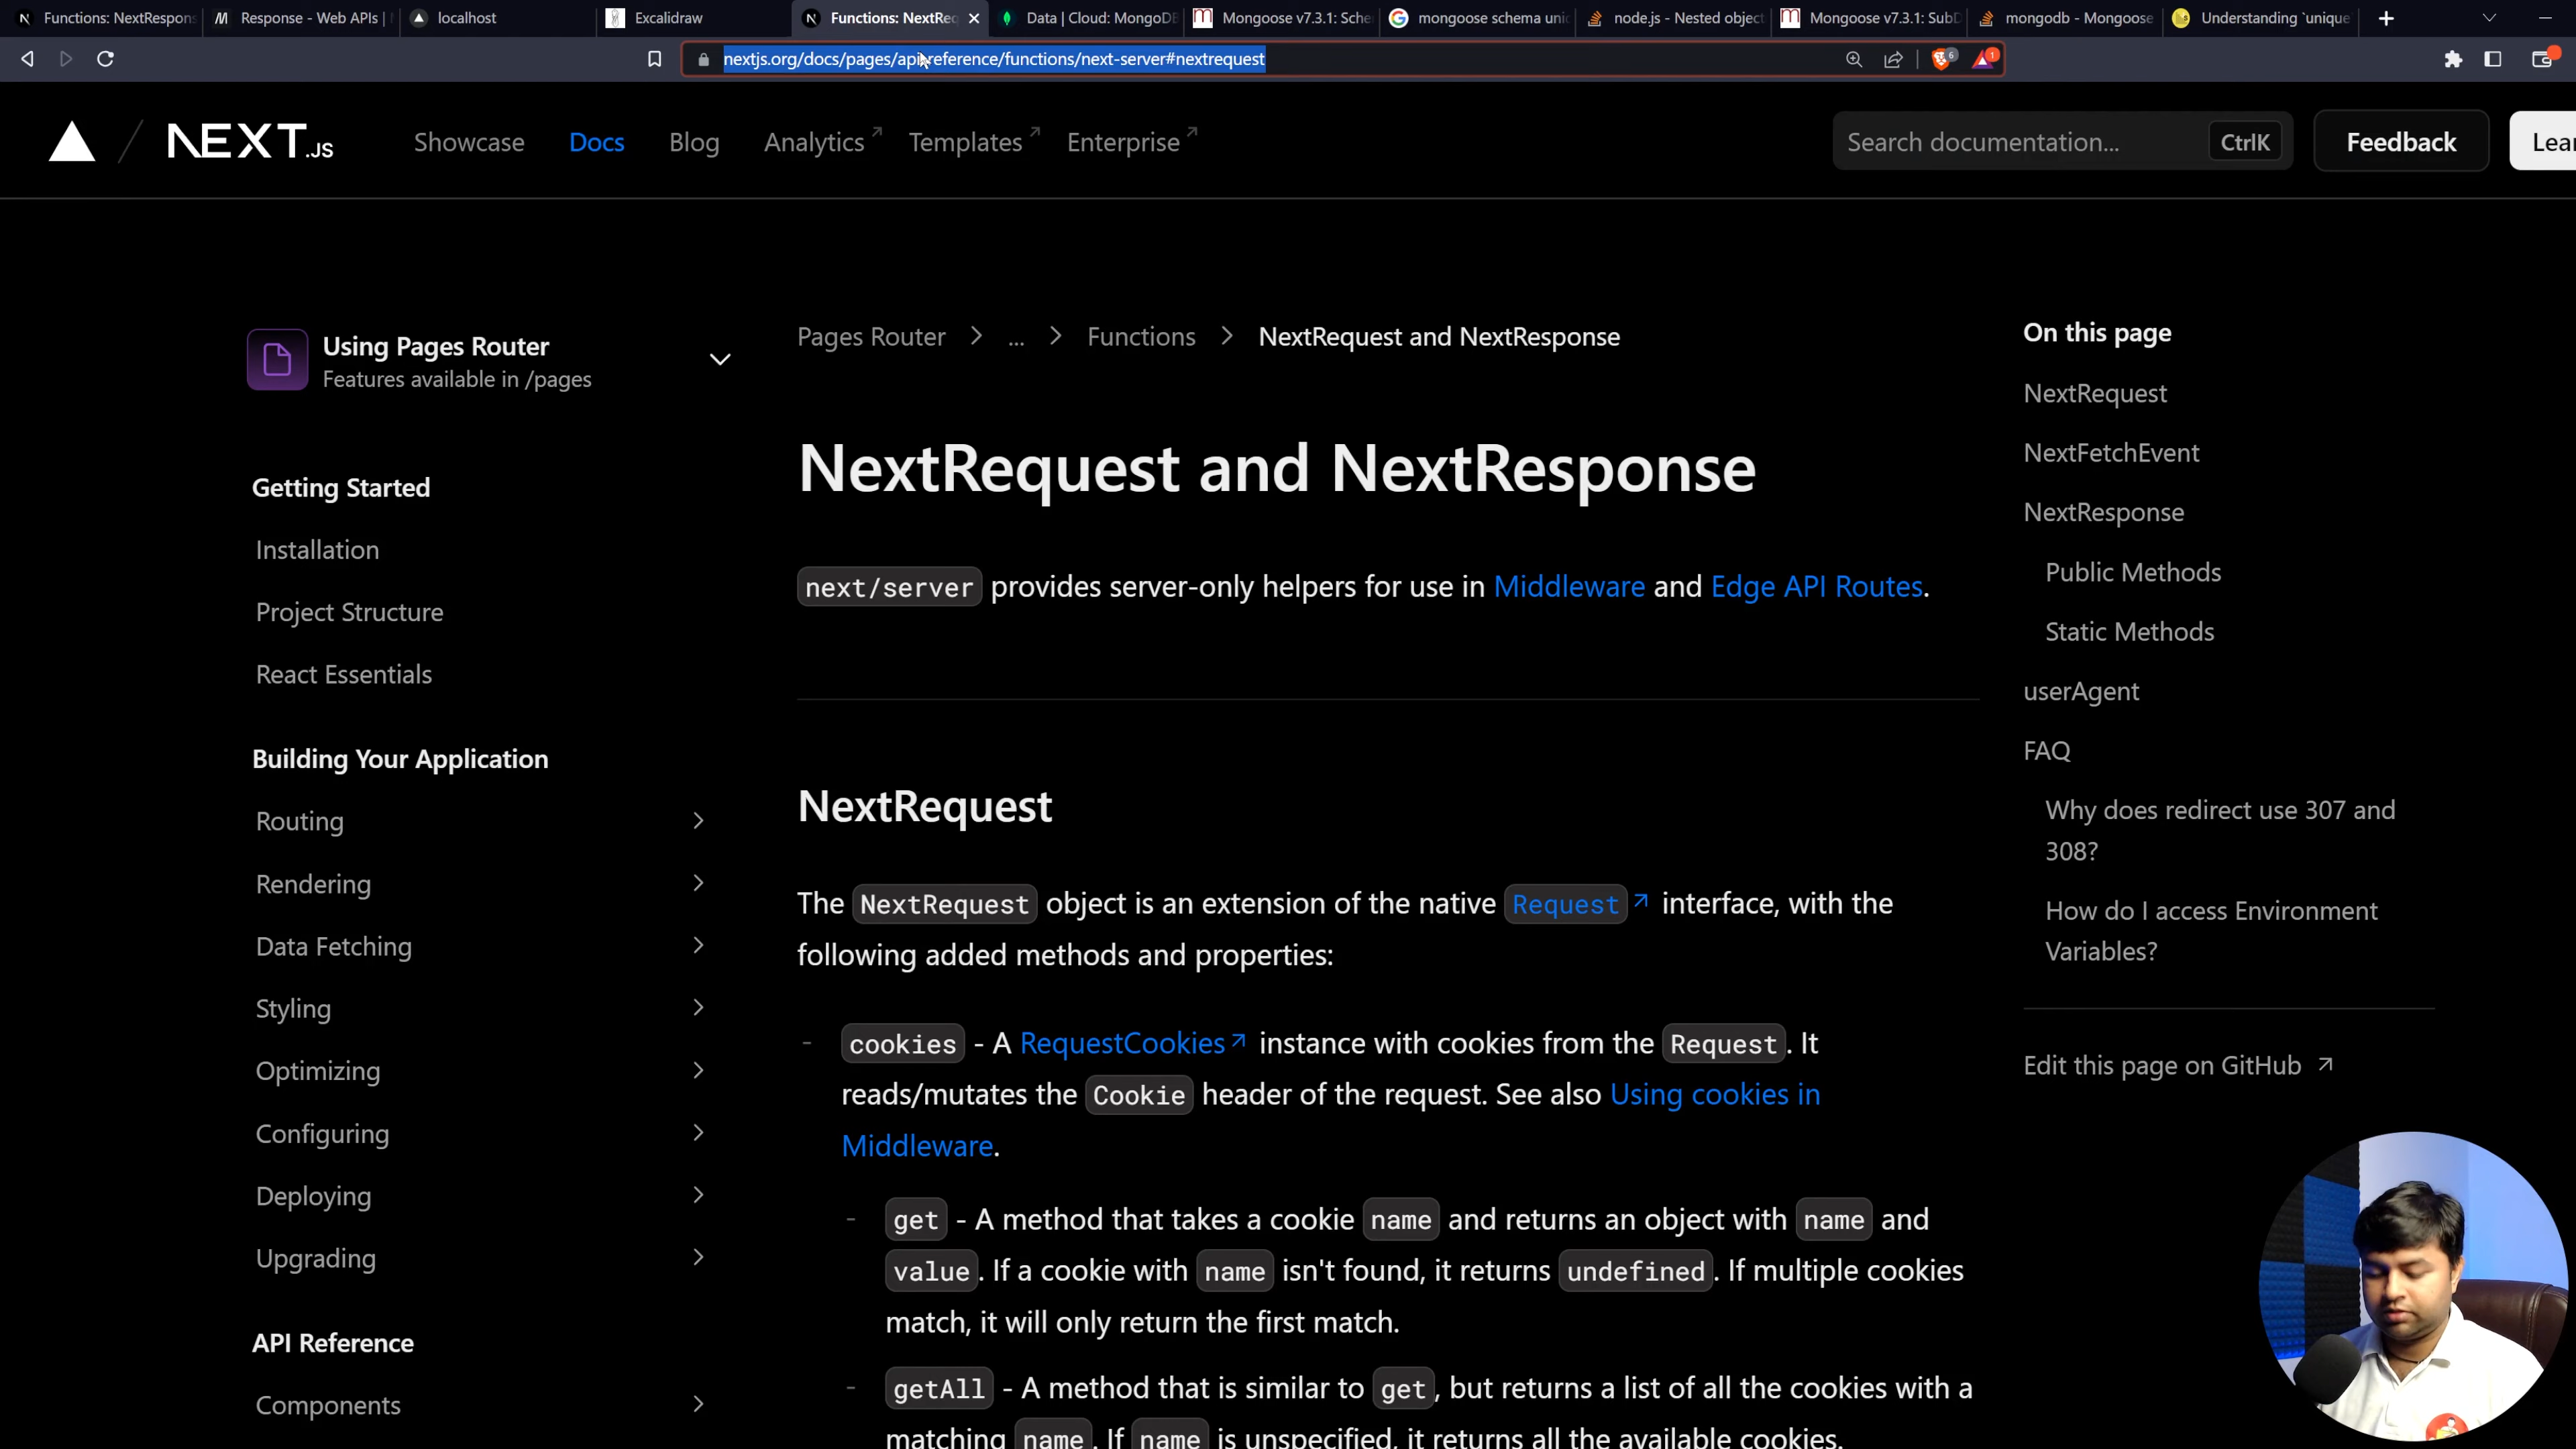 Functions: NextRespons
Response - Web APIs |
localhost
Excalidraw
Functions: NextReq
Data | Cloud: MongoDB
Mongoose v7.3.1: Sche
mongoose schema uniq
node.js - Nested object
Mongoose v7.3.1: SubD
mongodb - Mongoose
Understanding `unique
nextjs.org/docs/pages/api-reference/functions/next-server#nextrequest
6
1
NEXT.JS
Showcase
Docs
Blog
Analytics
Templates
Enterprise
Search documentation...
CtrlK
Feedback
Lear
Using Pages Router
Features available in /pages
Getting Started
Installation
Project Structure
React Essentials
Building Your Application
Routing
Rendering
Data Fetching
Styling
Optimizing
Configuring
Deploying
Upgrading
API Reference
Components
Pages Router > ... > Functions > NextRequest and NextResponse
NextRequest and NextResponse
next/server provides server-only helpers for use in Middleware and Edge API Routes.
NextRequest
The NextRequest object is an extension of the native Request interface, with the
following added methods and properties:
- cookies - A RequestCookies instance with cookies from the Request. It
reads/mutates the Cookie header of the request. See also Using cookies in
Middleware.
- get - A method that takes a cookie name and returns an object with name and
value. If a cookie with name isn't found, it returns undefined. If multiple cookies
match, it will only return the first match.
- getAll - A method that is similar to get, but returns a list of all the cookies with a
matching name. If name is unspecified, it returns all the available cookies.
On this page
NextRequest
NextFetchEvent
NextResponse
Public Methods
Static Methods
userAgent
FAQ
Why does redirect use 307 and
308?
How do I access Environment
Variables?
Edit this page on GitHub